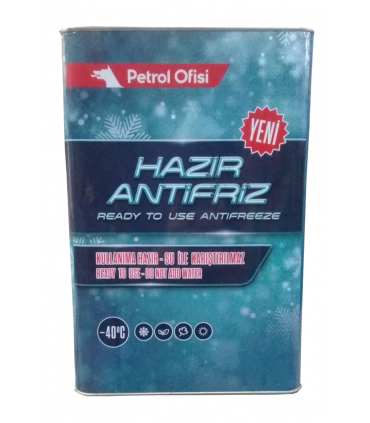 Petrol Ofisi
YENİ
HAZIR
ANTİFRİZ
READY TO USE ANTIFREEZE
KULLANIMA HAZIR - SU İLE KARIŞTIRILMAZ
READY TO USE - DO NOT ADD WATER
-40°C